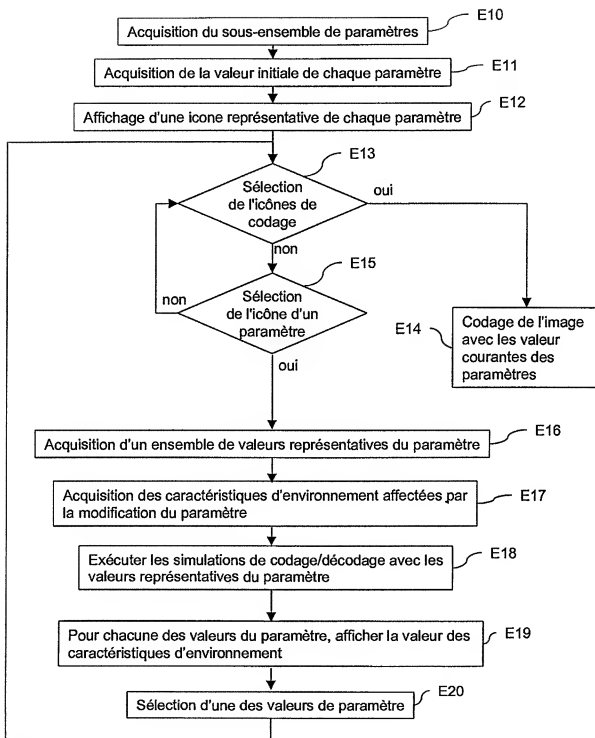 E10
Acquisition du sous-ensemble de paramètres
E11
Acquisition de la valeur initiale de chaque paramètre
E12
Affichage d'une icone représentative de chaque paramètre
E13
Sélection
de l'icônes de
codage
oui
non
E15
Sélection
de l'icône d'un
paramètre
non
oui
E14
Codage de l'image
avec les valeur
courantes des
paramètres
E16
Acquisition d'un ensemble de valeurs représentatives du paramètre
E17
Acquisition des caractéristiques d'environnement affectées par
la modification du paramètre
E18
Exécuter les simulations de codage/décodage avec les
valeurs représentatives du paramètre
E19
Pour chacune des valeurs du paramètre, afficher la valeur des
caractéristiques d'environnement
E20
Sélection d'une des valeurs de paramètre